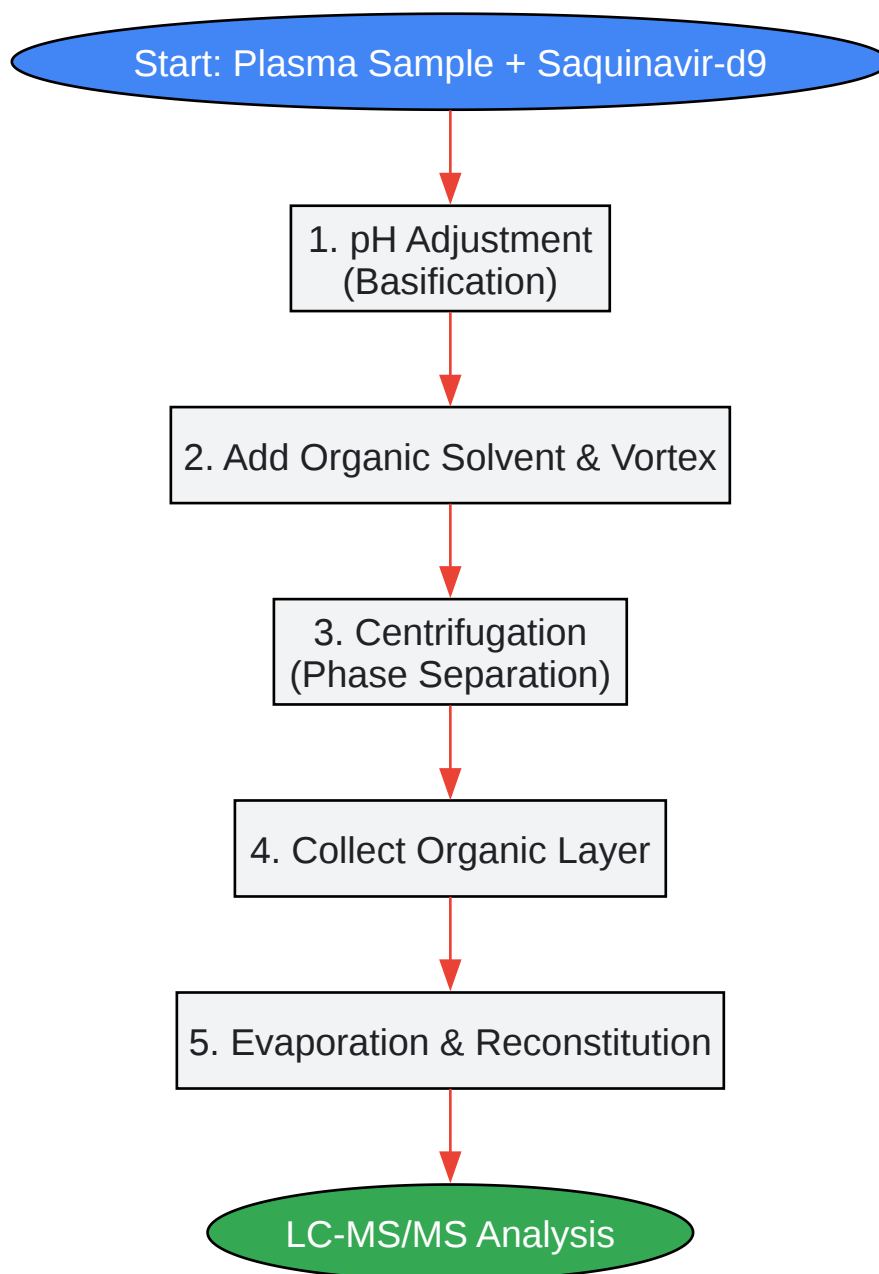 Start: Plasma Sample + Saquinavir-d9
1. pH Adjustment
(Basification)
2. Add Organic Solvent & Vortex
3. Centrifugation
(Phase Separation)
4. Collect Organic Layer
5. Evaporation & Reconstitution
LC-MS/MS Analysis